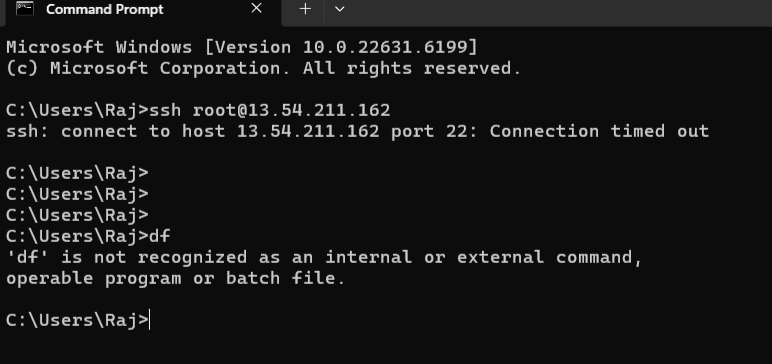 Command Prompt
Microsoft Windows [Version 10.0.22631.6199]
(c) Microsoft Corporation. All rights reserved.
C:\Users\Raj>ssh root@13.54.211.162
ssh: connect to host 13.54.211.162 port 22: Connection timed out
C:\Users\Raj>
C:\Users\Raj>
C:\Users\Raj>
C:\Users\Raj>df
'df' is not recognized as an internal or external command,
operable program or batch file.
C:\Users\Raj>